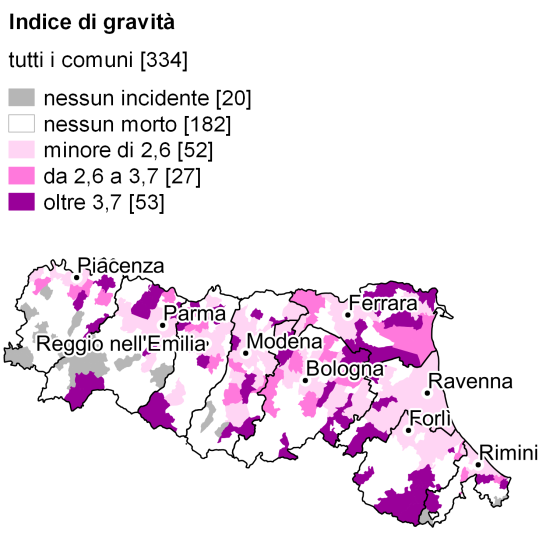 Indice di gravità
tutti i comuni [334]
nessun incidente [20]
nessun morto [182]
minore di 2,6 [52]
da 2,6 a 3,7 [27]
oltre 3,7 [53]
Piacenza
Parma
Ferrara
Reggio nell'Emilia
Modena
Bologna
Ravenna
Forlì
Rimini